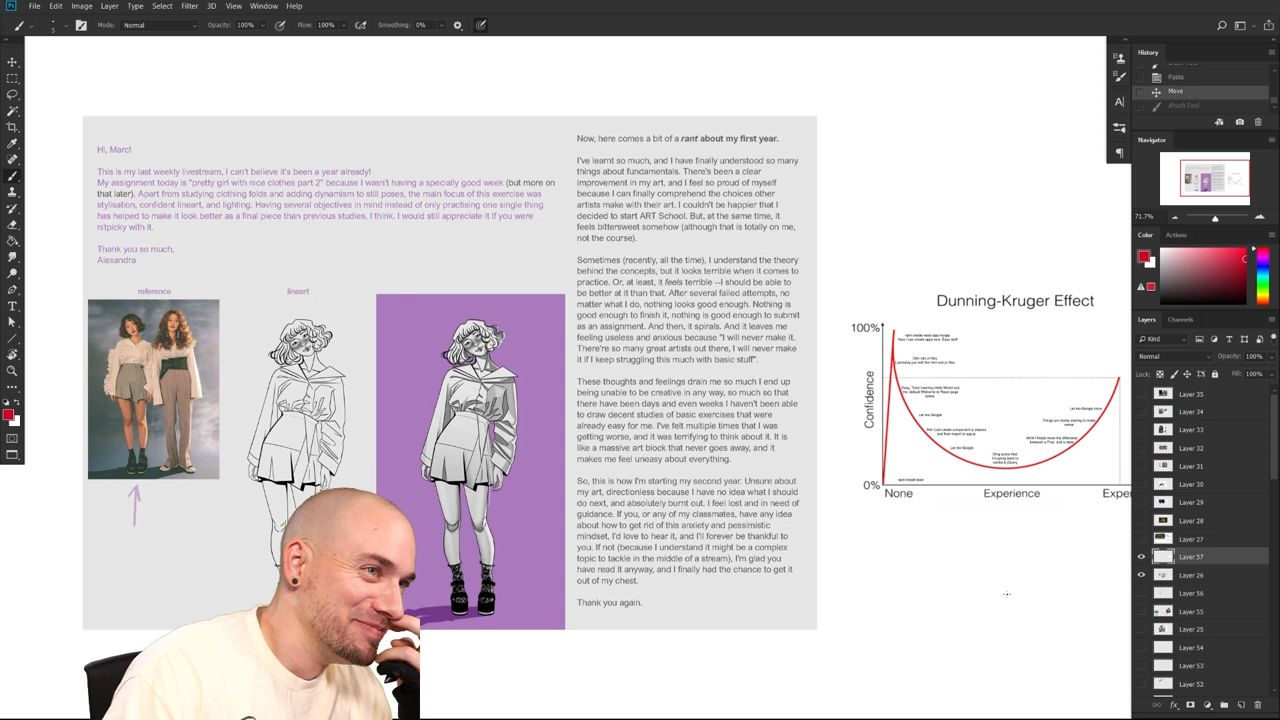 Ps File Edit Image Layer Type Select Filter 3D View Window Help
5 Mode: Normal Opacity: 100% Flow: 100% Smoothing: 0%
Hi, Marc!
This is my last weekly livestream, I can't believe it's been a year already!
My assignment today is "pretty girl with nice clothes part 2" because I wasn't having a specially good week (but more on
that later). Apart from studying clothing folds and adding dynamism to still poses, the main focus of this exercise was
stylisation, confident lineart, and lighting. Having several objectives in mind instead of only practising one single thing
has helped to make it look better as a final piece than previous studies, I think. I would still appreciate it if you were
nitpicky with it.
Thank you so much,
Alexandra
reference
lineart
Now, here comes a bit of a rant about my first year.
I've learnt so much, and I have finally understood so many
things about fundamentals. There's been a clear
improvement in my art, and I feel so proud of myself
because I can finally comprehend the choices other
artists make with their art. I couldn't be happier that I
decided to start ART School. But, at the same time, it
feels bittersweet somehow (although that is totally on me,
not the course).
Sometimes (recently, all the time), I understand the theory
behind the concepts, but it looks terrible when it comes to
practice. Or, at least, it feels terrible --I should be able to
be better at it than that. After several failed attempts, no
matter what I do, nothing looks good enough. Nothing is
good enough to finish it, nothing is good enough to submit
as an assignment. And then, it spirals. And it leaves me
feeling useless and anxious because "I will never make it.
There're so many great artists out there, I will never make
it if I keep struggling this much with basic stuff".
These thoughts and feelings drain me so much I end up
being unable to be creative in any way, so much so that
there have been days and even weeks I haven't been able
to draw decent studies of basic exercises that were
already easy for me. I've felt multiple times that I was
getting worse, and it was terrifying to think about it. It is
like a massive art block that never goes away, and it
makes me feel uneasy about everything.
So, this is how I'm starting my second year. Unsure about
my art, directionless because I have no idea what I should
do next, and absolutely burnt out. I feel lost and in need of
guidance. If you, or any of my classmates, have any idea
about how to get rid of this anxiety and pessimistic
mindset, I'd love to hear it, and I'll forever be thankful to
you. If not (because I understand it might be a complex
topic to tackle in the middle of a stream), I'm glad you
have read it anyway, and I finally had the chance to get it
out of my chest.
Thank you again.
Dunning-Kruger Effect
100%
Confidence
0%
None
Experience
Exper
Let me Google
Let me Google
Let me Google more
History
Paste
Move
Brush Tool
Navigator
71.7%
Color Actions
Layers Channels
Kind
Normal Opacity: 100%
Lock: Fill: 100%
Layer 35
Layer 34
Layer 33
Layer 32
Layer 31
Layer 30
Layer 29
Layer 28
Layer 27
Layer 57
Layer 26
Layer 56
Layer 55
Layer 25
Layer 54
Layer 53
Layer 52